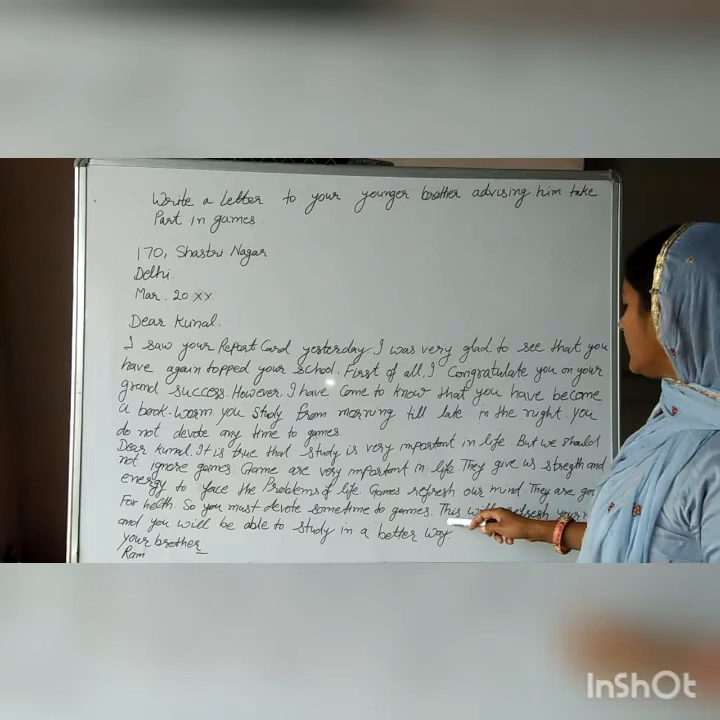 Write a letter to your younger brother advising him take
Part in games.
170, Shastri Nagar
Delhi.
Mar. 20XX
Dear Kunal.
I saw your Report Card yesterday. I was very glad to see that you
have again topped your school. First of all, I Congratulate you on your
grand success. However, I have come to know that you have become
a book-worm. you study from morning till late in the night. you
do not devote any time to games.
Dear Kunal. It is true that study is very important in life. But we should
not ignore games. Game are very important in life. They give us stregth and
energy to face the Problems of life. Games refresh our mind. They are
For health. So you must devote sometime to games. This will refresh your
and you will be able to study in a better way.
your brother
Ram
InShOt